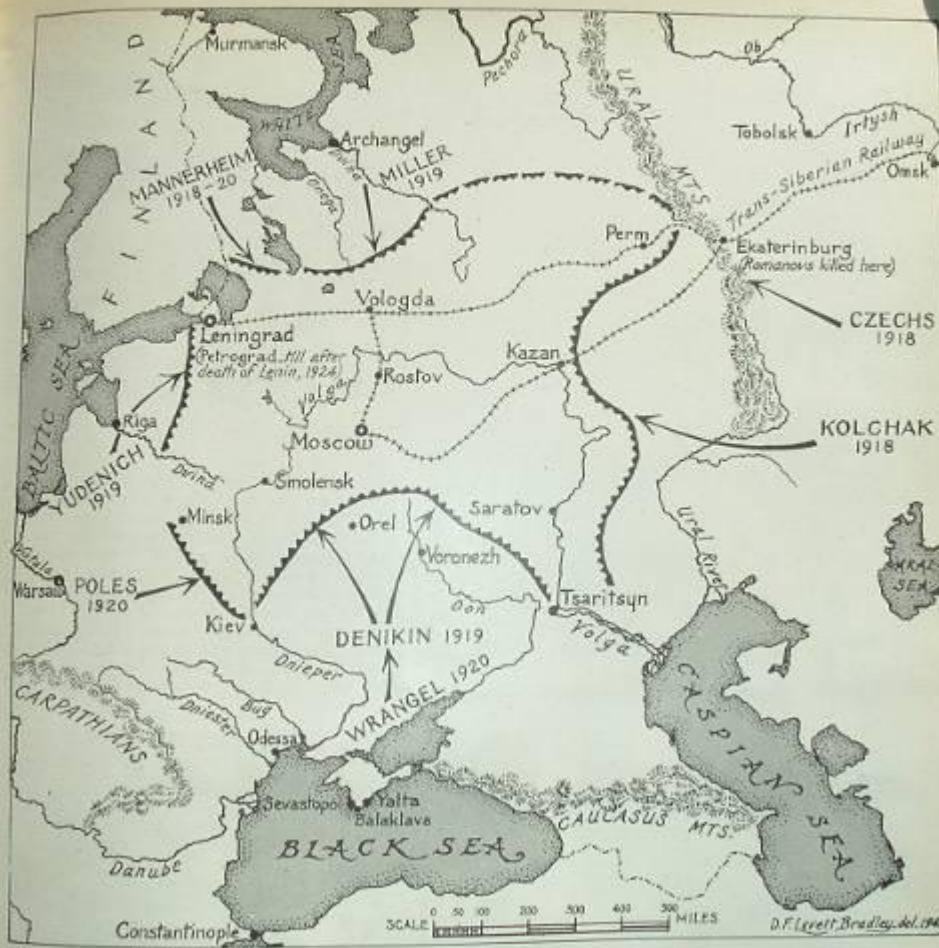 Murmansk
FINLAND
WHITE SEA
Pechora
URAL MTS.
Ob
Tobolsk
Irtysh
Trans-Siberian Railway
Omsk
Archangel
Dvina
Onega
MANNERHEIM
1918-20
MILLER
1919
Perm
Ekaterinburg
(Romanovs killed here)
CZECHS
1918
Leningrad
(Petrograd till after
death of Lenin, 1924)
Vologda
Kazan
Rostov
Volga
Moscow
KOLCHAK
1918
BALTIC SEA
Riga
YUDENICH
1919
Dvina
Smolensk
Minsk
Orel
Saratov
Voronezh
Ural River
ARAL
SEA
Vistula
Warsaw
POLES
1920
Kiev
Don
Tsaritsyn
Volga
DENIKIN 1919
Dnieper
WRANGEL 1920
CARPATHIANS
Dniester
Bug
Odessa
CASPIAN SEA
Sevastopol
Yalta
Balaklava
CAUCASUS MTS.
BLACK SEA
Danube
Constantinople
SCALE 0 50 100 200 300 400 500 MILES
D.F. Levett Bradley. del.